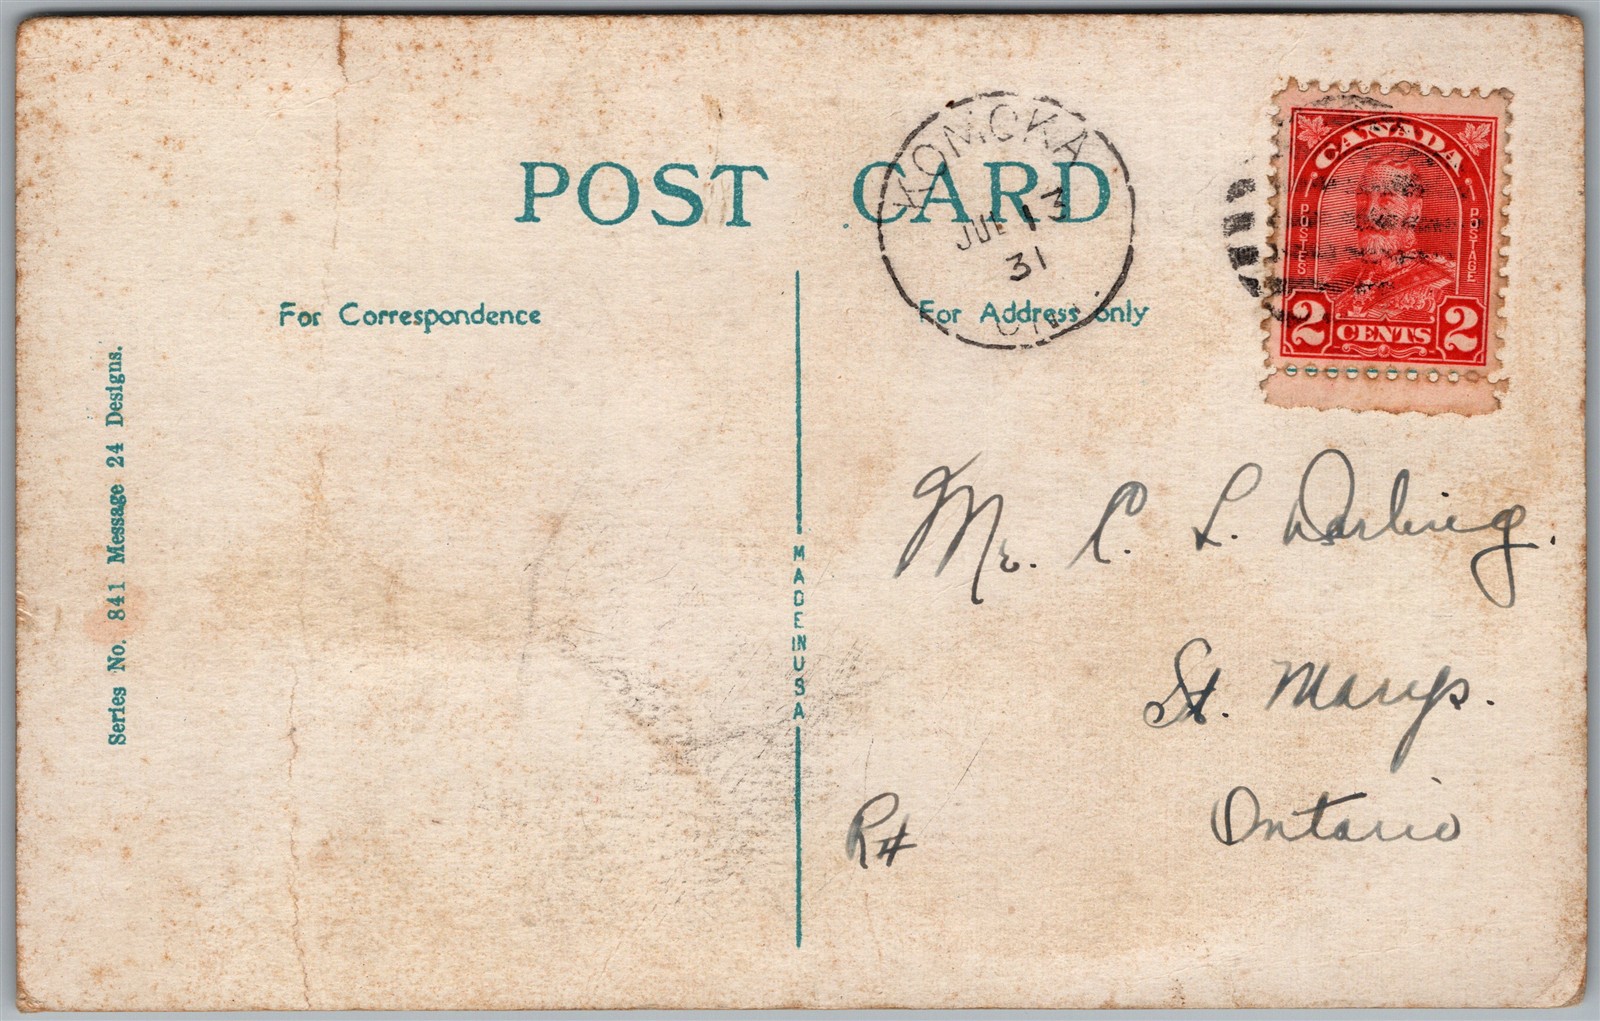 POST CARD
For Correspondence
For Address only
Series No. 841 Message 24 Designs.
MADE IN USA
KOMOKA
JUL 13
31
CANADA
POSTES
POSTAGE
2 CENTS 2
Mr. C. L. Darling.
St. Marys.
Ontario
R#